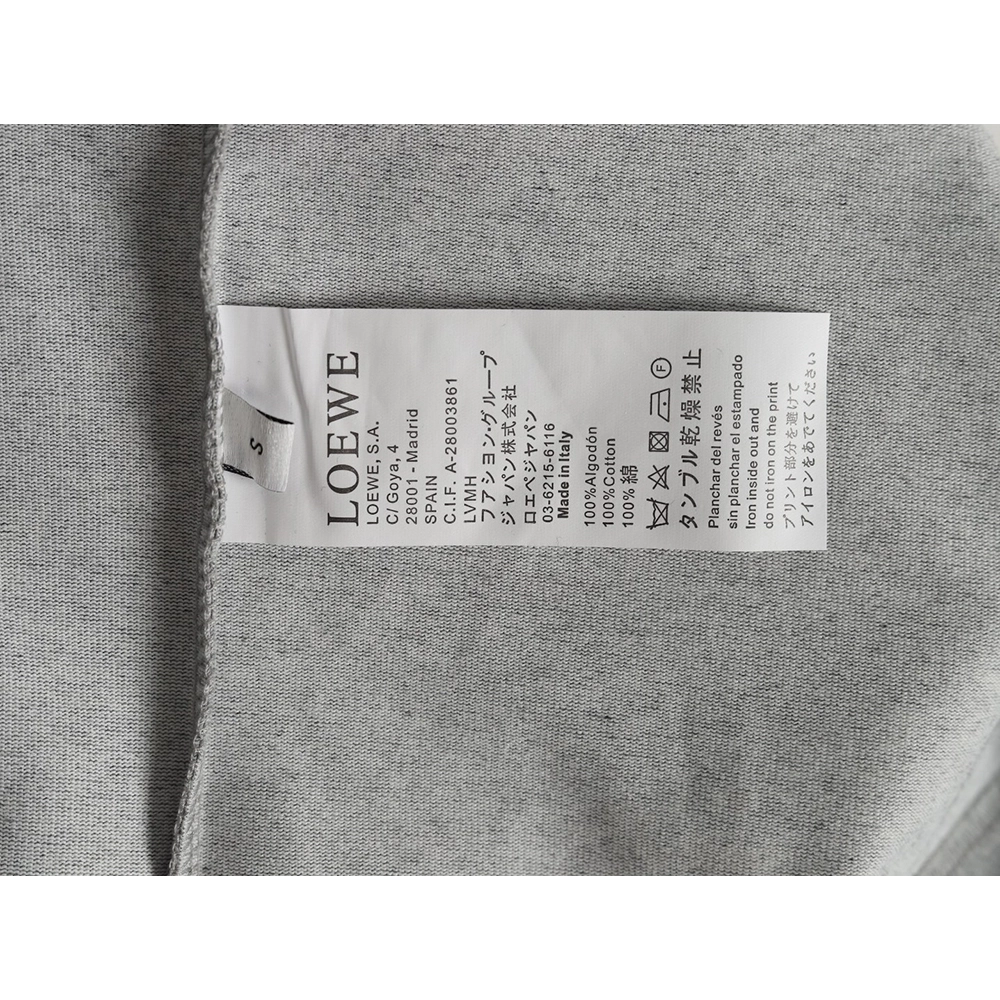 S
LOEWE
LOEWE, S.A.
C/Goya, 4
28001 - Madrid
SPAIN
C.I.F. A-28003861
LVMH
フアシヨン・グループ
ジャパン株式会社
ロエベジャパン
03-6215-6116
Made in Italy
100%Algodón
100%Cotton
100%綿
F
タンブル乾燥禁止
Planchar del revés
sin planchar el estampado
Iron inside out and
do not iron on the print
プリント部分を避けて
アイロンをあでてください